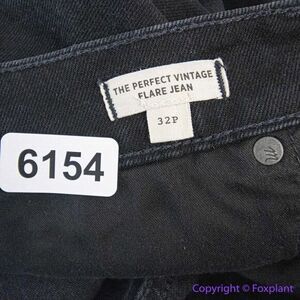 THE PERFECT VINTAGE
FLARE JEAN
32P
6154
m
Copyright © Foxplant